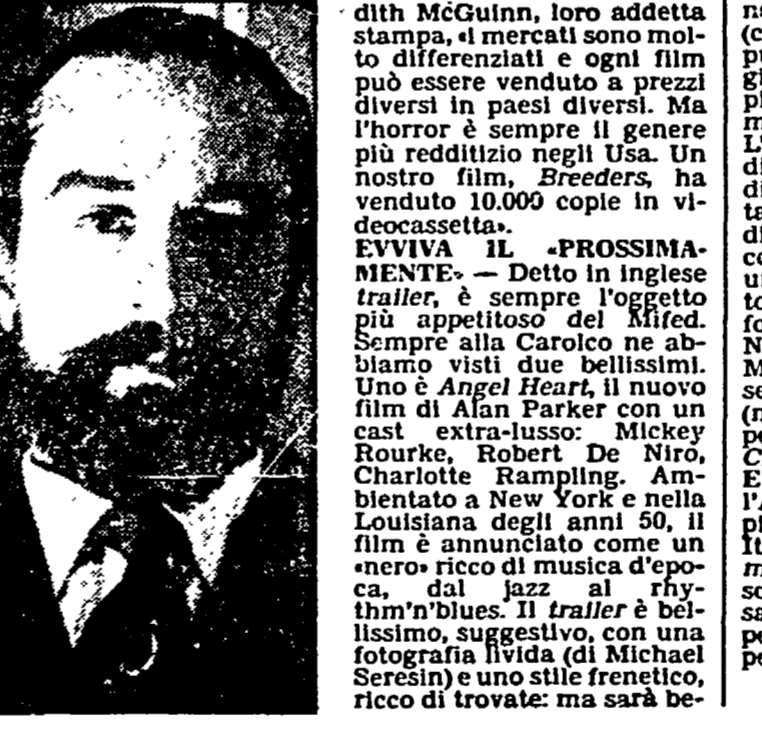 dith McGuinn, loro addetta
stampa, «i mercati sono mol-
to differenziati e ogni film
può essere venduto a prezzi
diversi in paesi diversi. Ma
l'horror è sempre il genere
più redditizio negli Usa. Un
nostro film, Breeders, ha
venduto 10.000 copie in vi-
deocassetta».
EVVIVA IL «PROSSIMA-
MENTE» — Detto in inglese
trailer, è sempre l'oggetto
più appetitoso del Mifed.
Sempre alla Carolco ne ab-
biamo visti due bellissimi.
Uno è Angel Heart, il nuovo
film di Alan Parker con un
cast extra-lusso: Mickey
Rourke, Robert De Niro,
Charlotte Rampling. Am-
bientato a New York e nella
Louisiana degli anni 50, il
film è annunciato come un
«nero» ricco di musica d'epo-
ca, dal jazz al rhy-
thm'n'blues. Il trailer è bel-
lissimo, suggestivo, con una
fotografia livida (di Michael
Seresin) e uno stile frenetico,
ricco di trovate: ma sarà be-